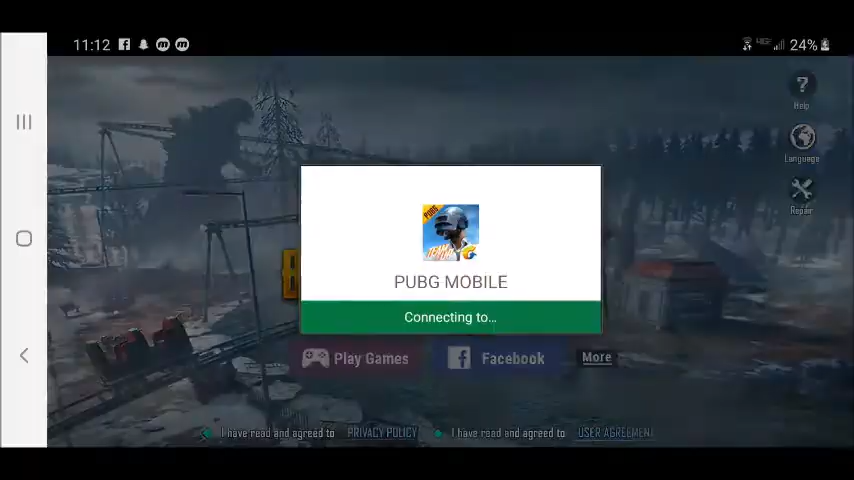 11:12
24%
Help
Language
Repair
PUBG
PUBG MOBILE
Connecting to...
Play Games
Facebook
More
I have read and agreed to PRIVACY POLICY
I have read and agreed to USER AGREEMENT